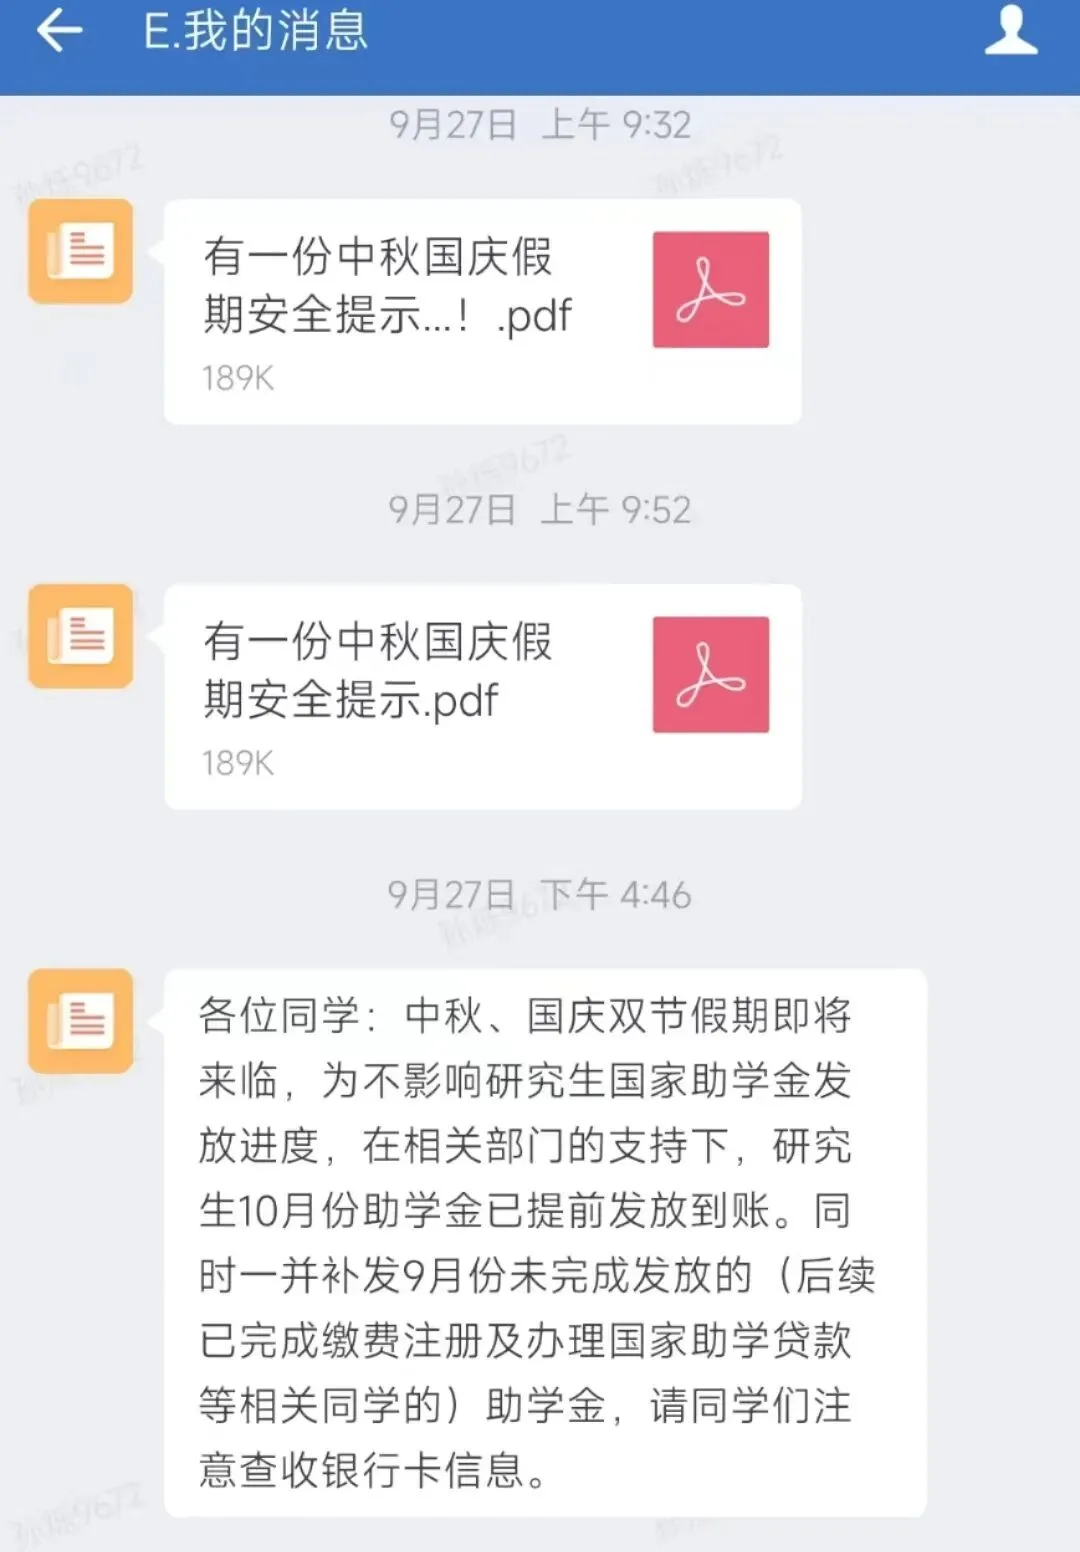 E.我的消息
9月27日 上午 9:32
有一份中秋国庆假
期安全提示...！.pdf
189K
9月27日 上午 9:52
有一份中秋国庆假
期安全提示.pdf
189K
9月27日 下午 4:46
各位同学：中秋、国庆双节假期即将
来临，为不影响研究生国家助学金发
放进度，在相关部门的支持下，研究
生10月份助学金已提前发放到账。同
时一并补发9月份未完成发放的（后续
已完成缴费注册及办理国家助学贷款
等相关同学的）助学金，请同学们注
意查收银行卡信息。